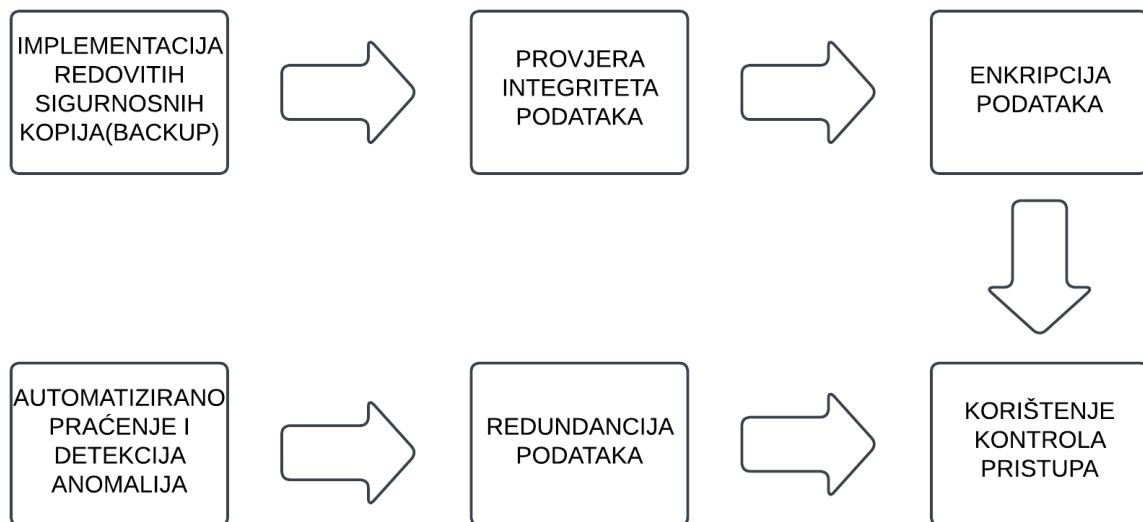 IMPLEMENTACIJA
REDOVITIH
SIGURNOSNIH
KOPIJA(BACKUP)
PROVJERA
INTEGRITETA
PODATAKA
ENKRIPCIJA
PODATAKA
AUTOMATIZIRANO
PRAĆENJE I
DETEKCIJA
ANOMALIJA
REDUNDANCIJA
PODATAKA
KORIŠTENJE
KONTROLA
PRISTUPA